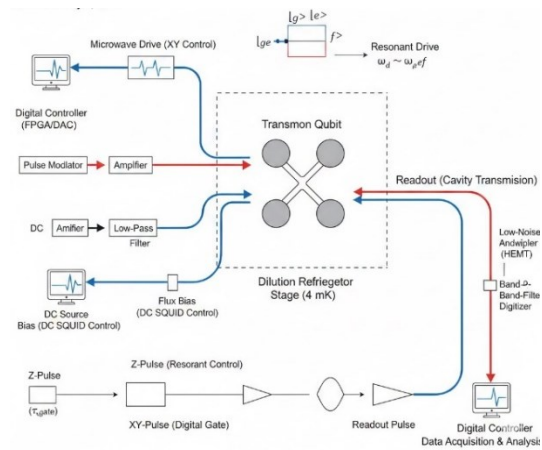 |g> |e>
|ge
f>
Resonant Drive
Microwave Drive (XY Control)
Digital Controller
(FPGA/DAC)
Transmon Qubit
Pulse Modiator
Ampifier
Readout (Cavity Transmision)
DC
Amifier
Low-Pass
Filter
Low-Noise
Andwipler
(HEMT)
Band-Filter
Digitizer
Flux Bias
(DC SQUID Control)
Dilution Refriegetor
Stage (4 mK)
DC Source
Bias (DC SQUID Control)
Z-Pulse
Z-Pulse (Resorant Control)
XY-Pulse (Digital Gate)
Readout Pulse
Digital Controller
Data Acquisition & Analysis